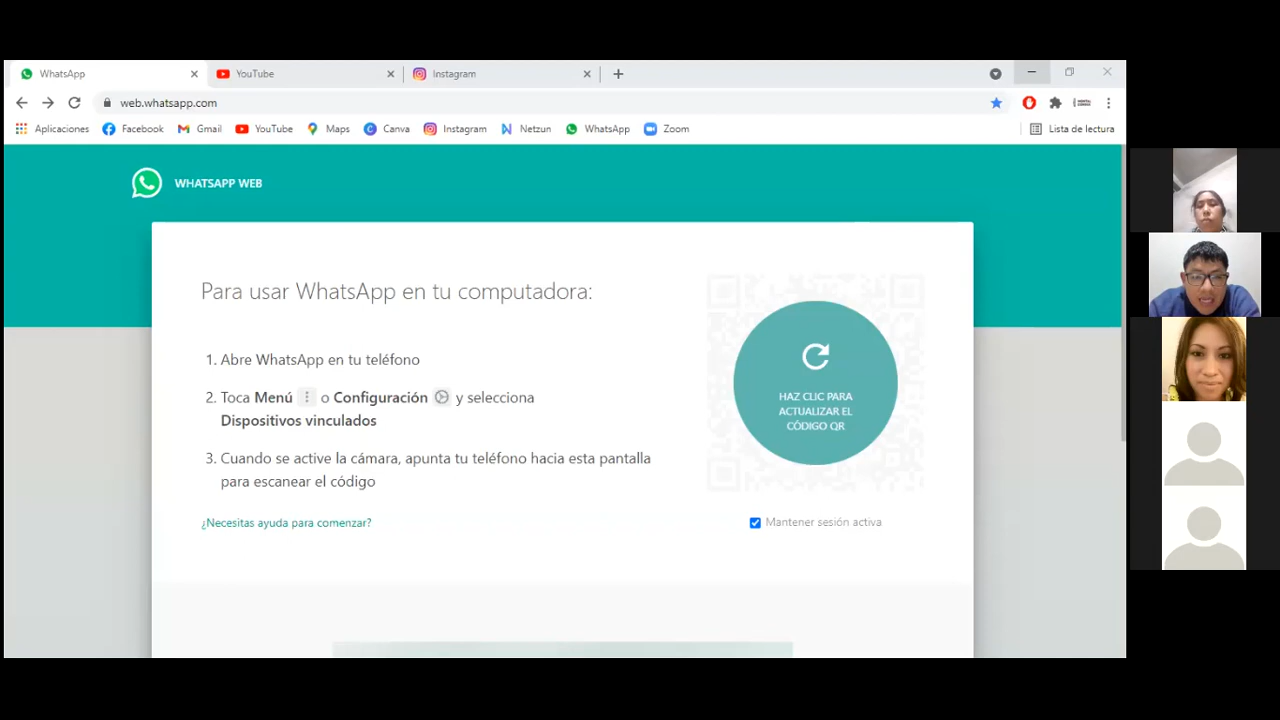 WhatsApp YouTube Instagram
web.whatsapp.com
Aplicaciones Facebook Gmail YouTube Maps Canva Instagram Netzun WhatsApp Zoom Lista de lectura
WHATSAPP WEB
Para usar WhatsApp en tu computadora:
1. Abre WhatsApp en tu teléfono
2. Toca Menú o Configuración y selecciona
Dispositivos vinculados
3. Cuando se active la cámara, apunta tu teléfono hacia esta pantalla
para escanear el código
¿Necesitas ayuda para comenzar?
HAZ CLIC PARA
ACTUALIZAR EL
CÓDIGO QR
Mantener sesión activa